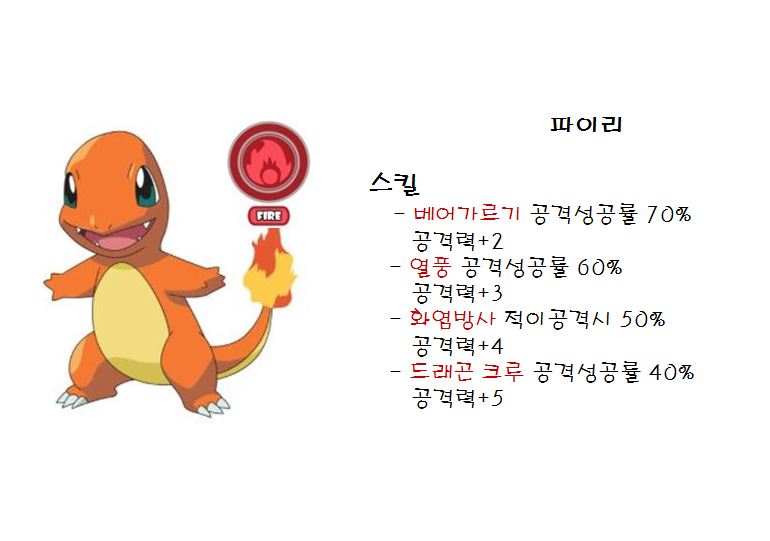 파이리
FIRE
스킬
- 베어가르기 공격성공률 70%
공격력+2
- 열풍 공격성공률 60%
공격력+3
- 화염방사 적이공격시 50%
공격력+4
- 드래곤 크루 공격성공률 40%
공격력+5